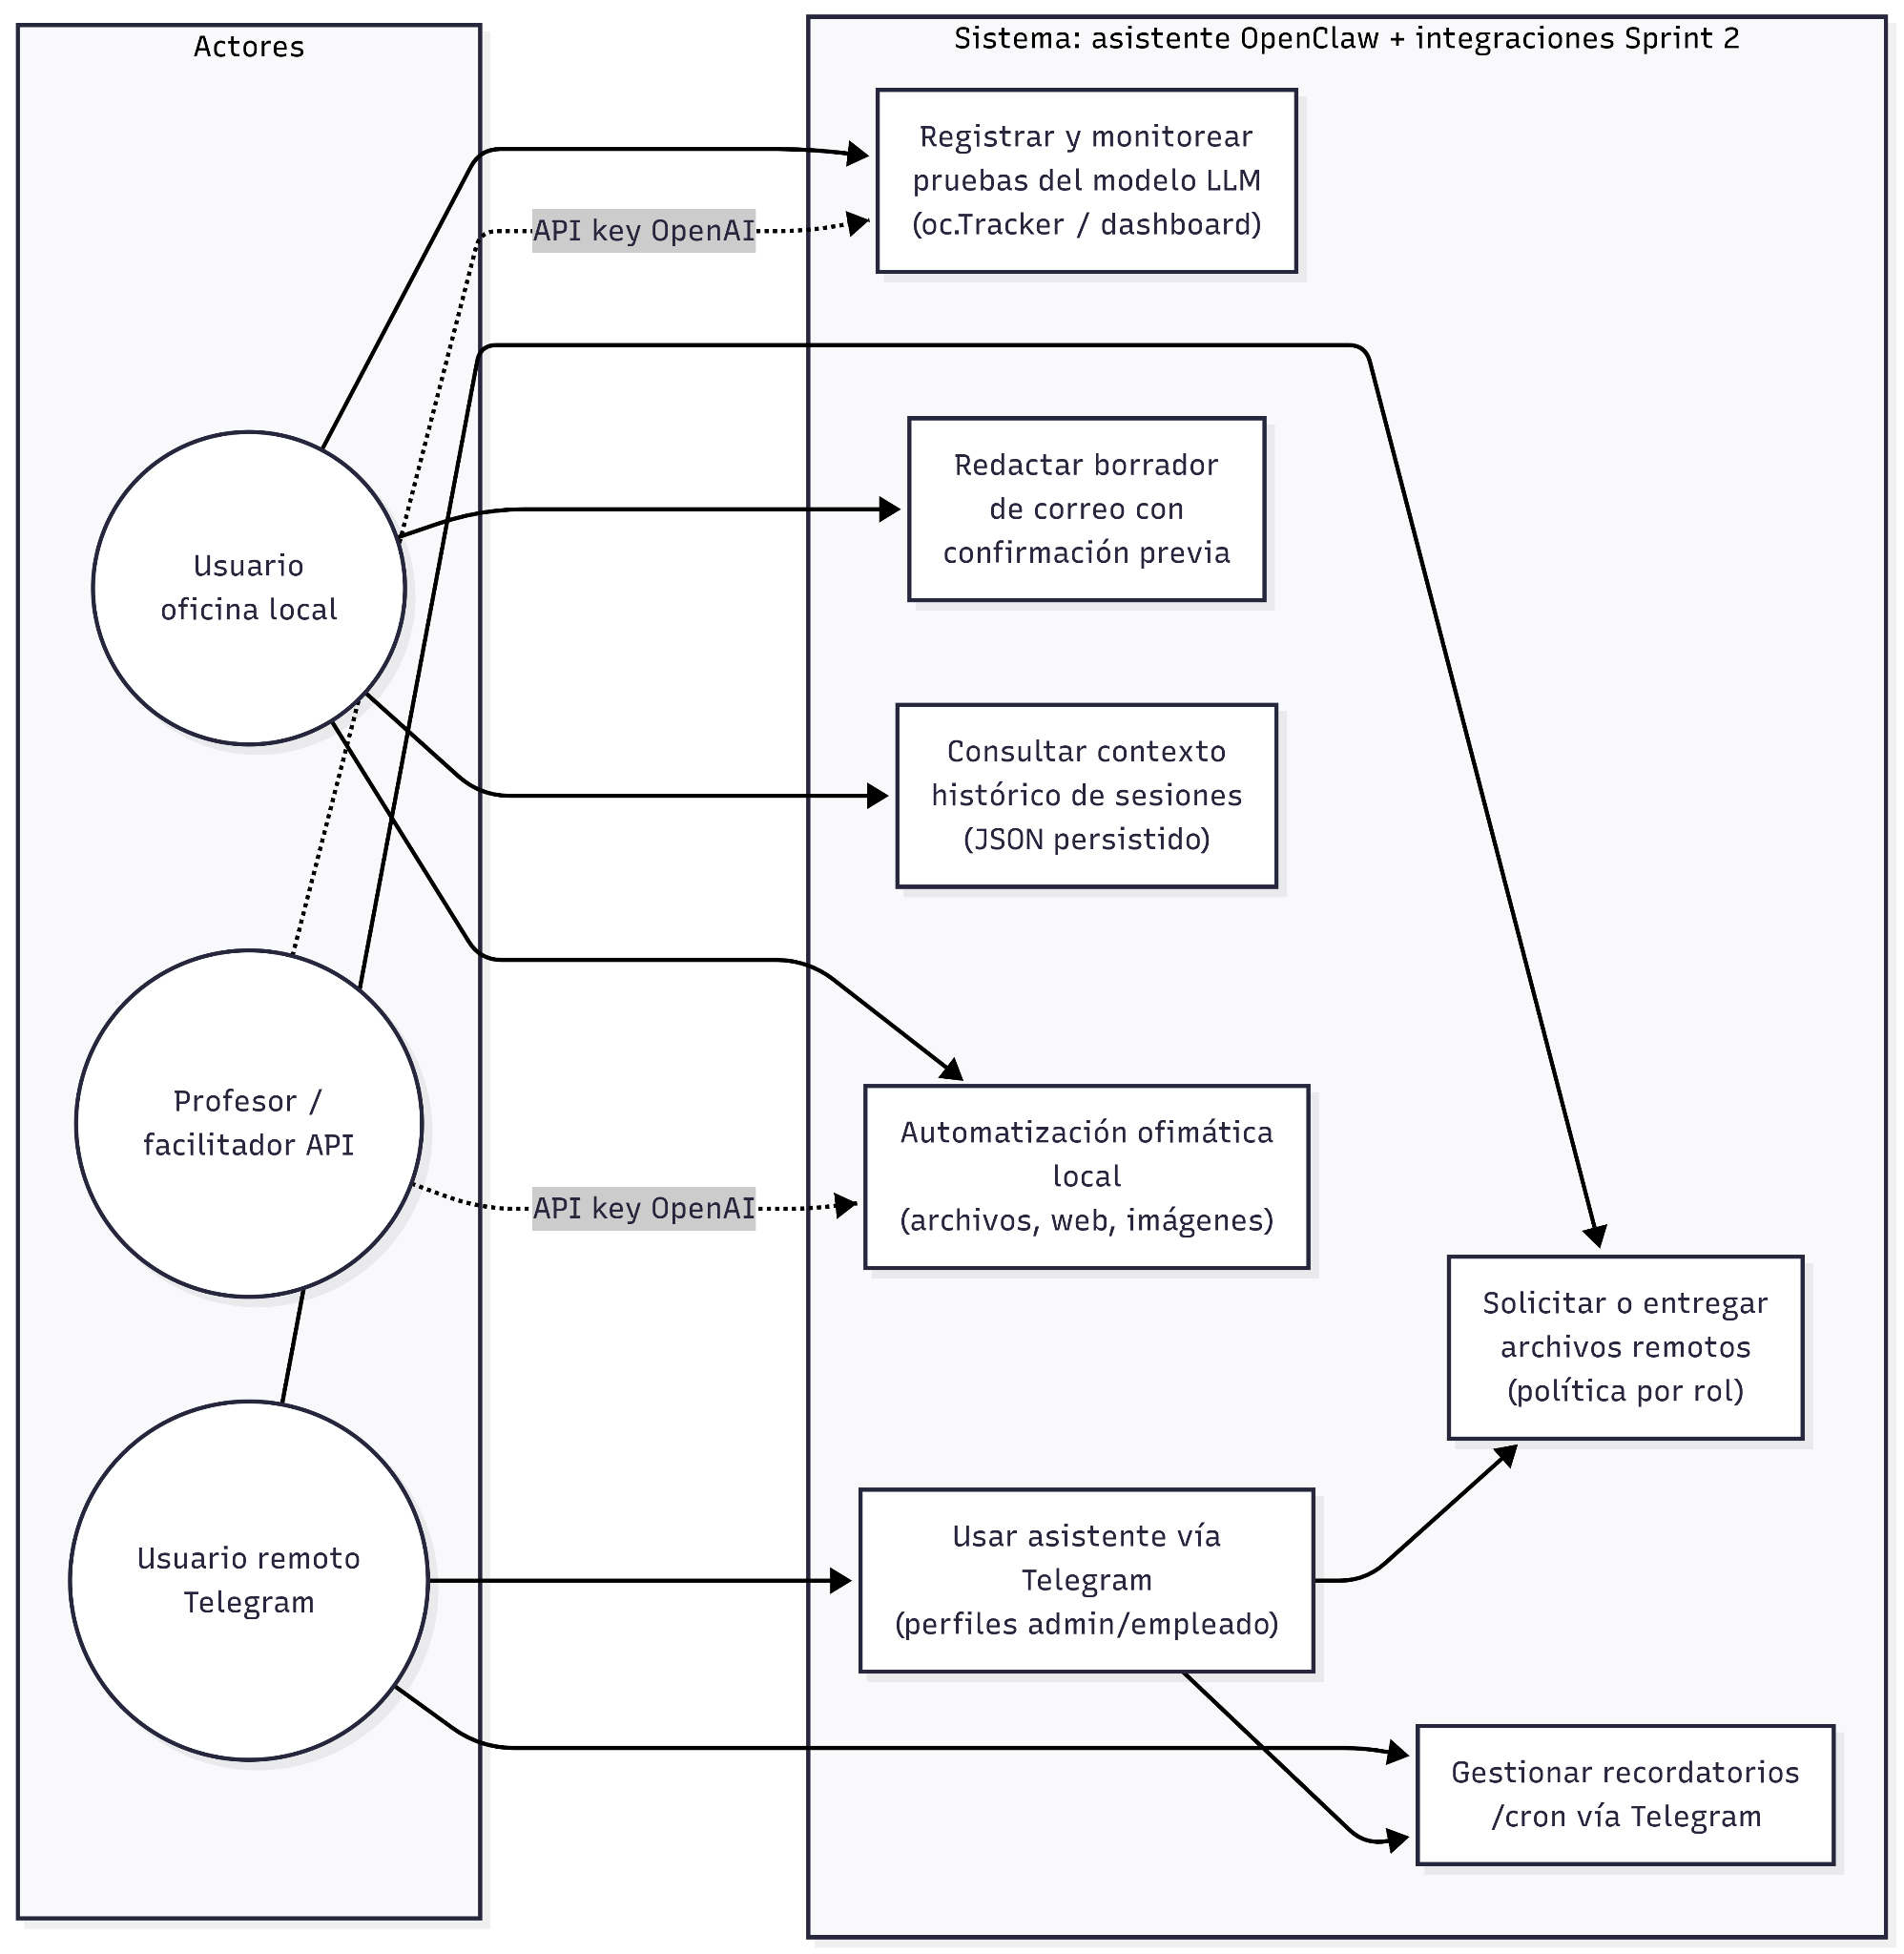 Actores
Usuario
oficina local
Profesor /
facilitador API
Usuario remoto
Telegram
API key OpenAI
API key OpenAI
Sistema: asistente OpenClaw + integraciones Sprint 2
Registrar y monitorear
pruebas del modelo LLM
(oc.Tracker / dashboard)
Redactar borrador
de correo con
confirmación previa
Consultar contexto
histórico de sesiones
(JSON persistido)
Automatización ofimática
local
(archivos, web, imágenes)
Solicitar o entregar
archivos remotos
(política por rol)
Usar asistente vía
Telegram
(perfiles admin/empleado)
Gestionar recordatorios
/cron vía Telegram